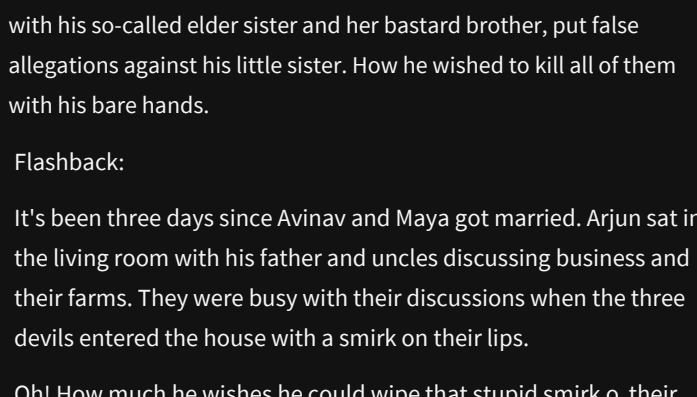 with his so-called elder sister and her bastard brother, put false
allegations against his little sister. How he wished to kill all of them
with his bare hands.
Flashback:
It's been three days since Avinav and Maya got married. Arjun sat in
the living room with his father and uncles discussing business and
their farms. They were busy with their discussions when the three
devils entered the house with a smirk on their lips.
Oh! How much he wishes he could wipe that stupid smirk o their